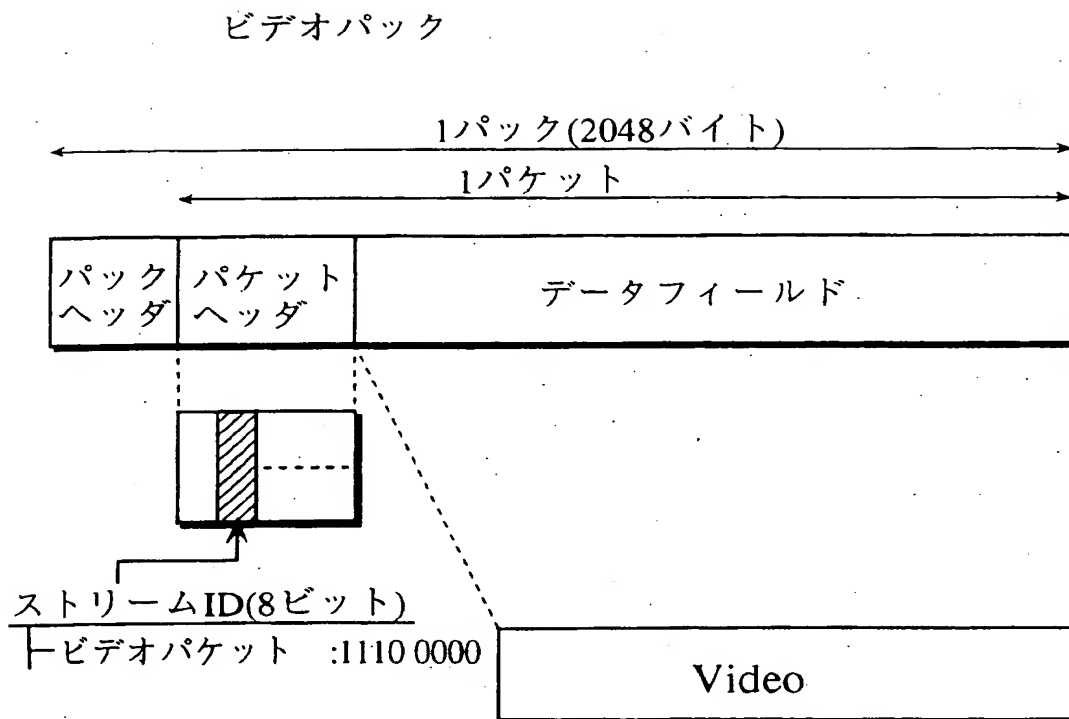 ビデオパック
1パック(2048バイト)
1パケット
パック
ヘッダ
パケット
ヘッダ
データフィールド
ストリームID(8ビット)
ビデオパケット :1110 0000
Video